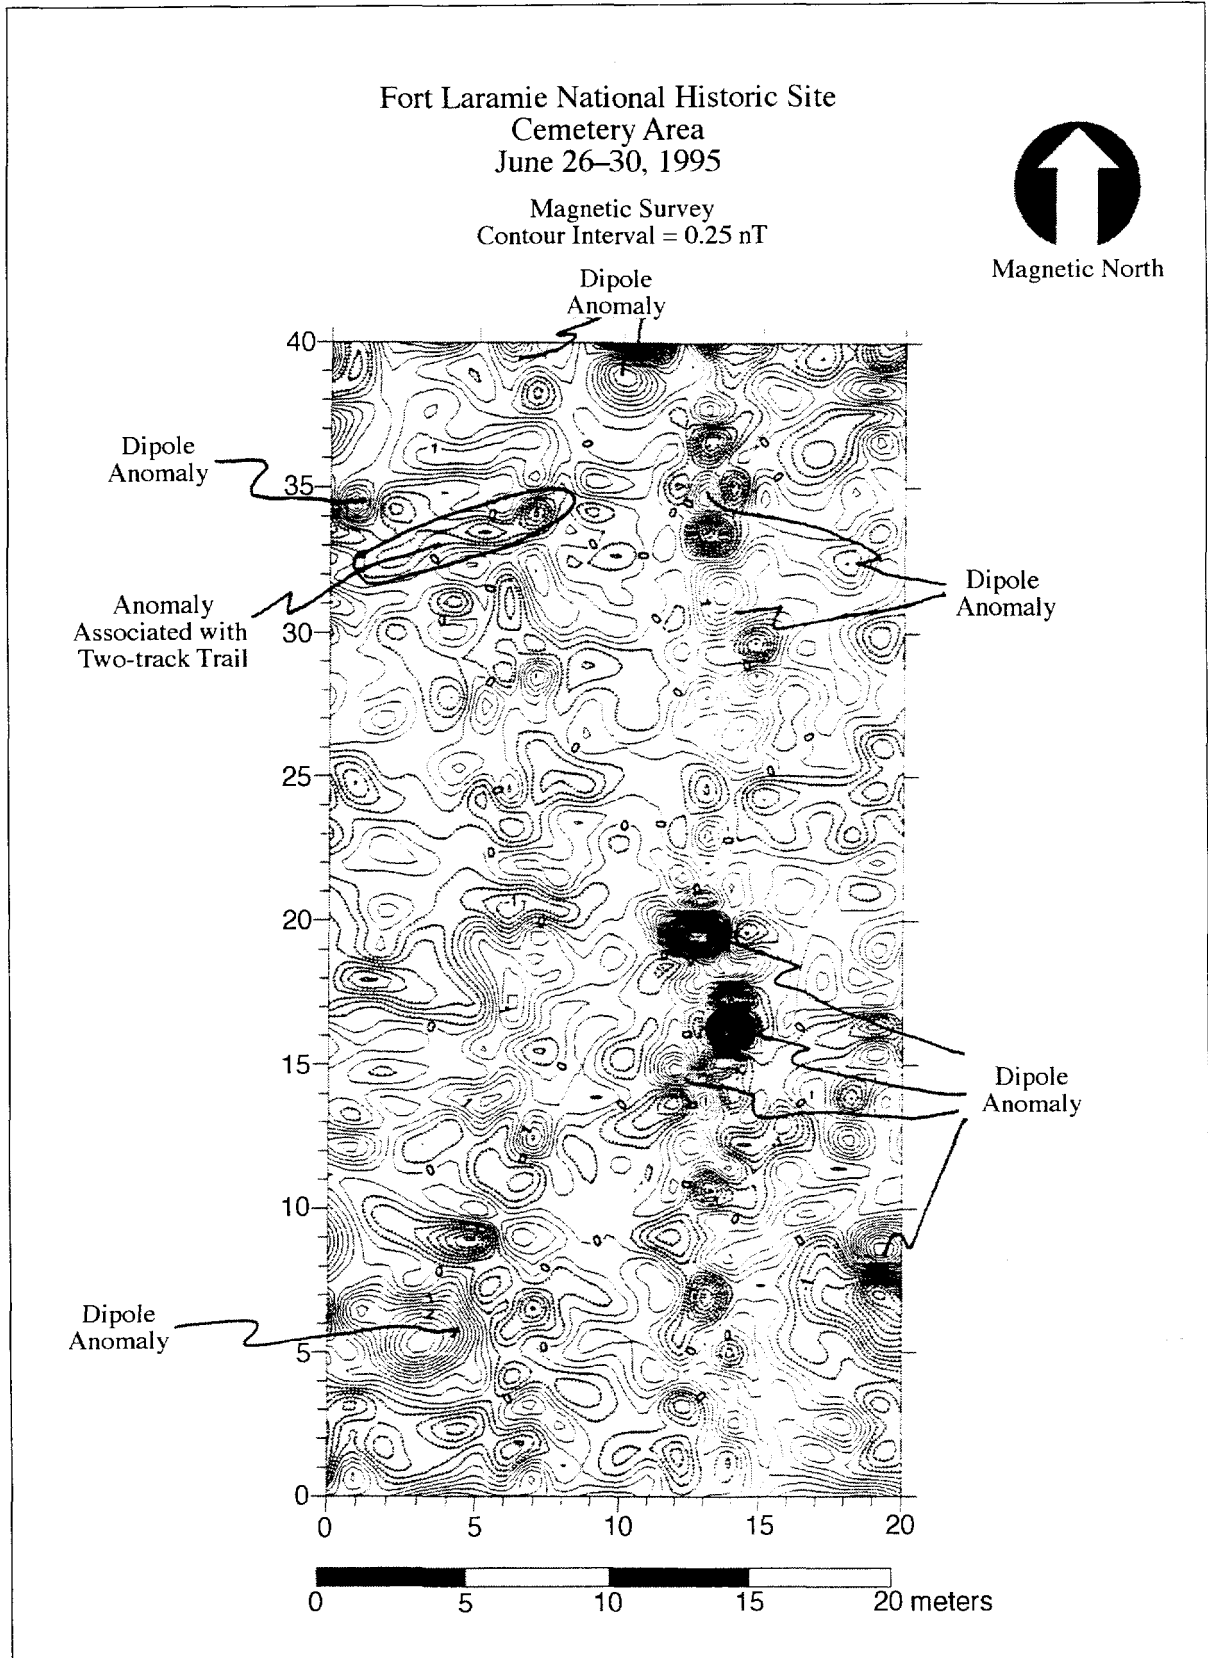 Fort Laramie National Historic Site
Cemetery Area
June 26–30, 1995
Magnetic Survey
Contour Interval = 0.25 nT
Magnetic North
Dipole
Anomaly
40
Dipole
Anomaly
35
Dipole
Anomaly
Anomaly
Associated with
Two-track Trail
30
25
20
15
Dipole
Anomaly
10
Dipole
Anomaly
5
0
0 5 10 15 20
0 5 10 15 20 meters